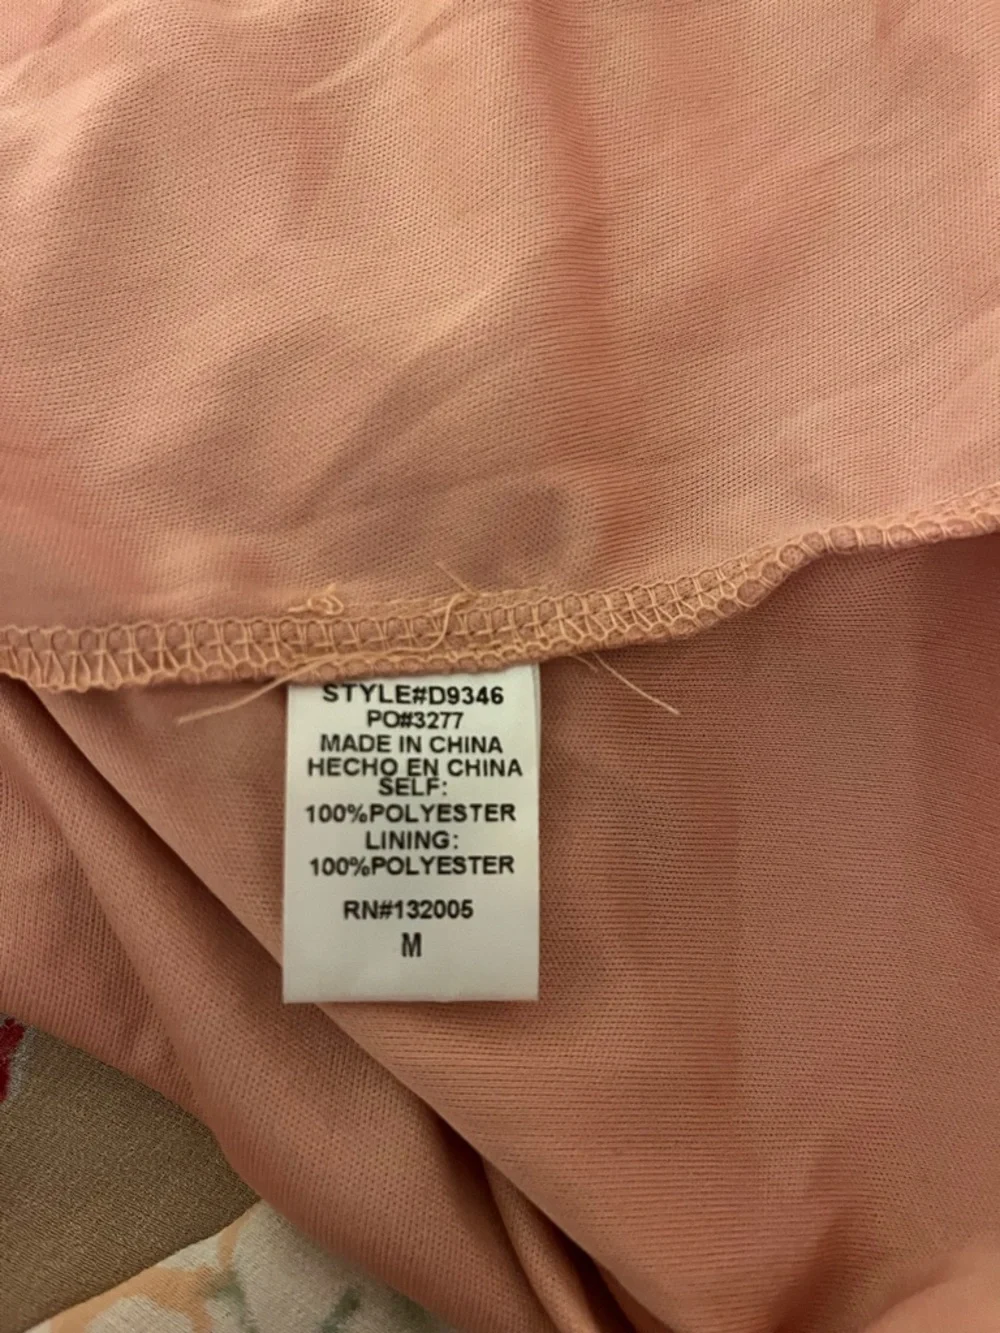 STYLE#D9346
PO#3277
MADE IN CHINA
HECHO EN CHINA
SELF:
100%POLYESTER
LINING:
100%POLYESTER
RN#132005
M